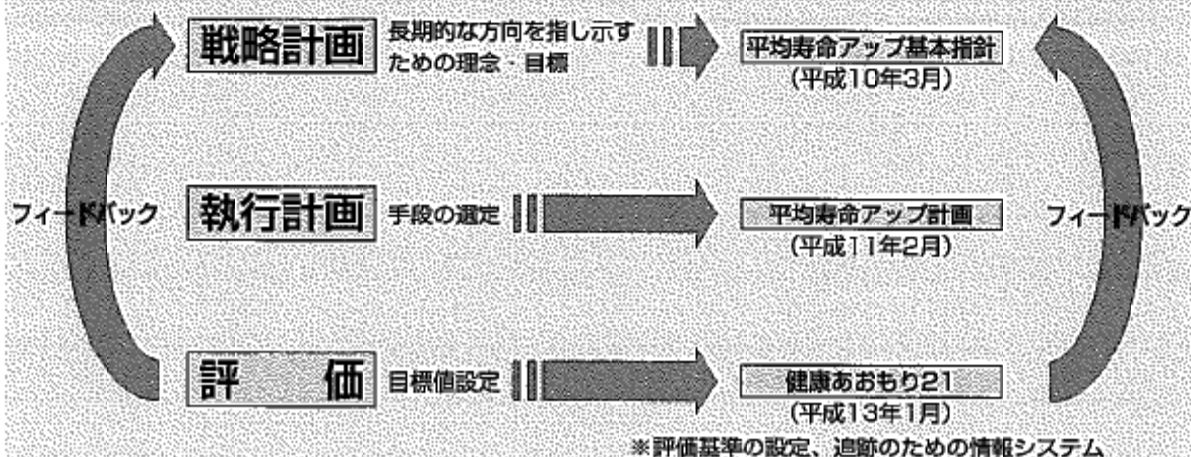 戦略計画
長期的な方向を指し示す
ための理念・目標
平均寿命アップ基本指針
(平成10年3月)
フィードバック
執行計画
手段の選定
平均寿命アップ計画
(平成11年2月)
フィードバック
評　価
目標値設定
健康あおもり21
(平成13年1月)
※評価基準の設定、追跡のための情報システム